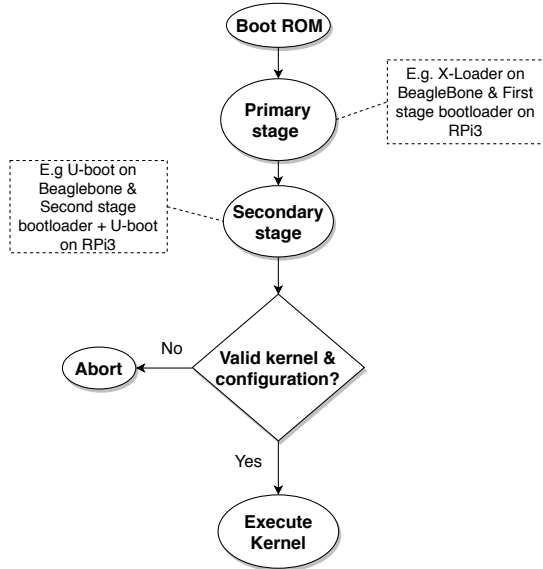 Boot ROM
E.g. X-Loader on
BeagleBone & First
stage bootloader on
RPi3
Primary
stage
E.g U-boot on
Beaglebone &
Second stage
bootloader + U-boot
on RPi3
Secondary
stage
Valid kernel &
configuration?
No
Abort
Yes
Execute
Kernel